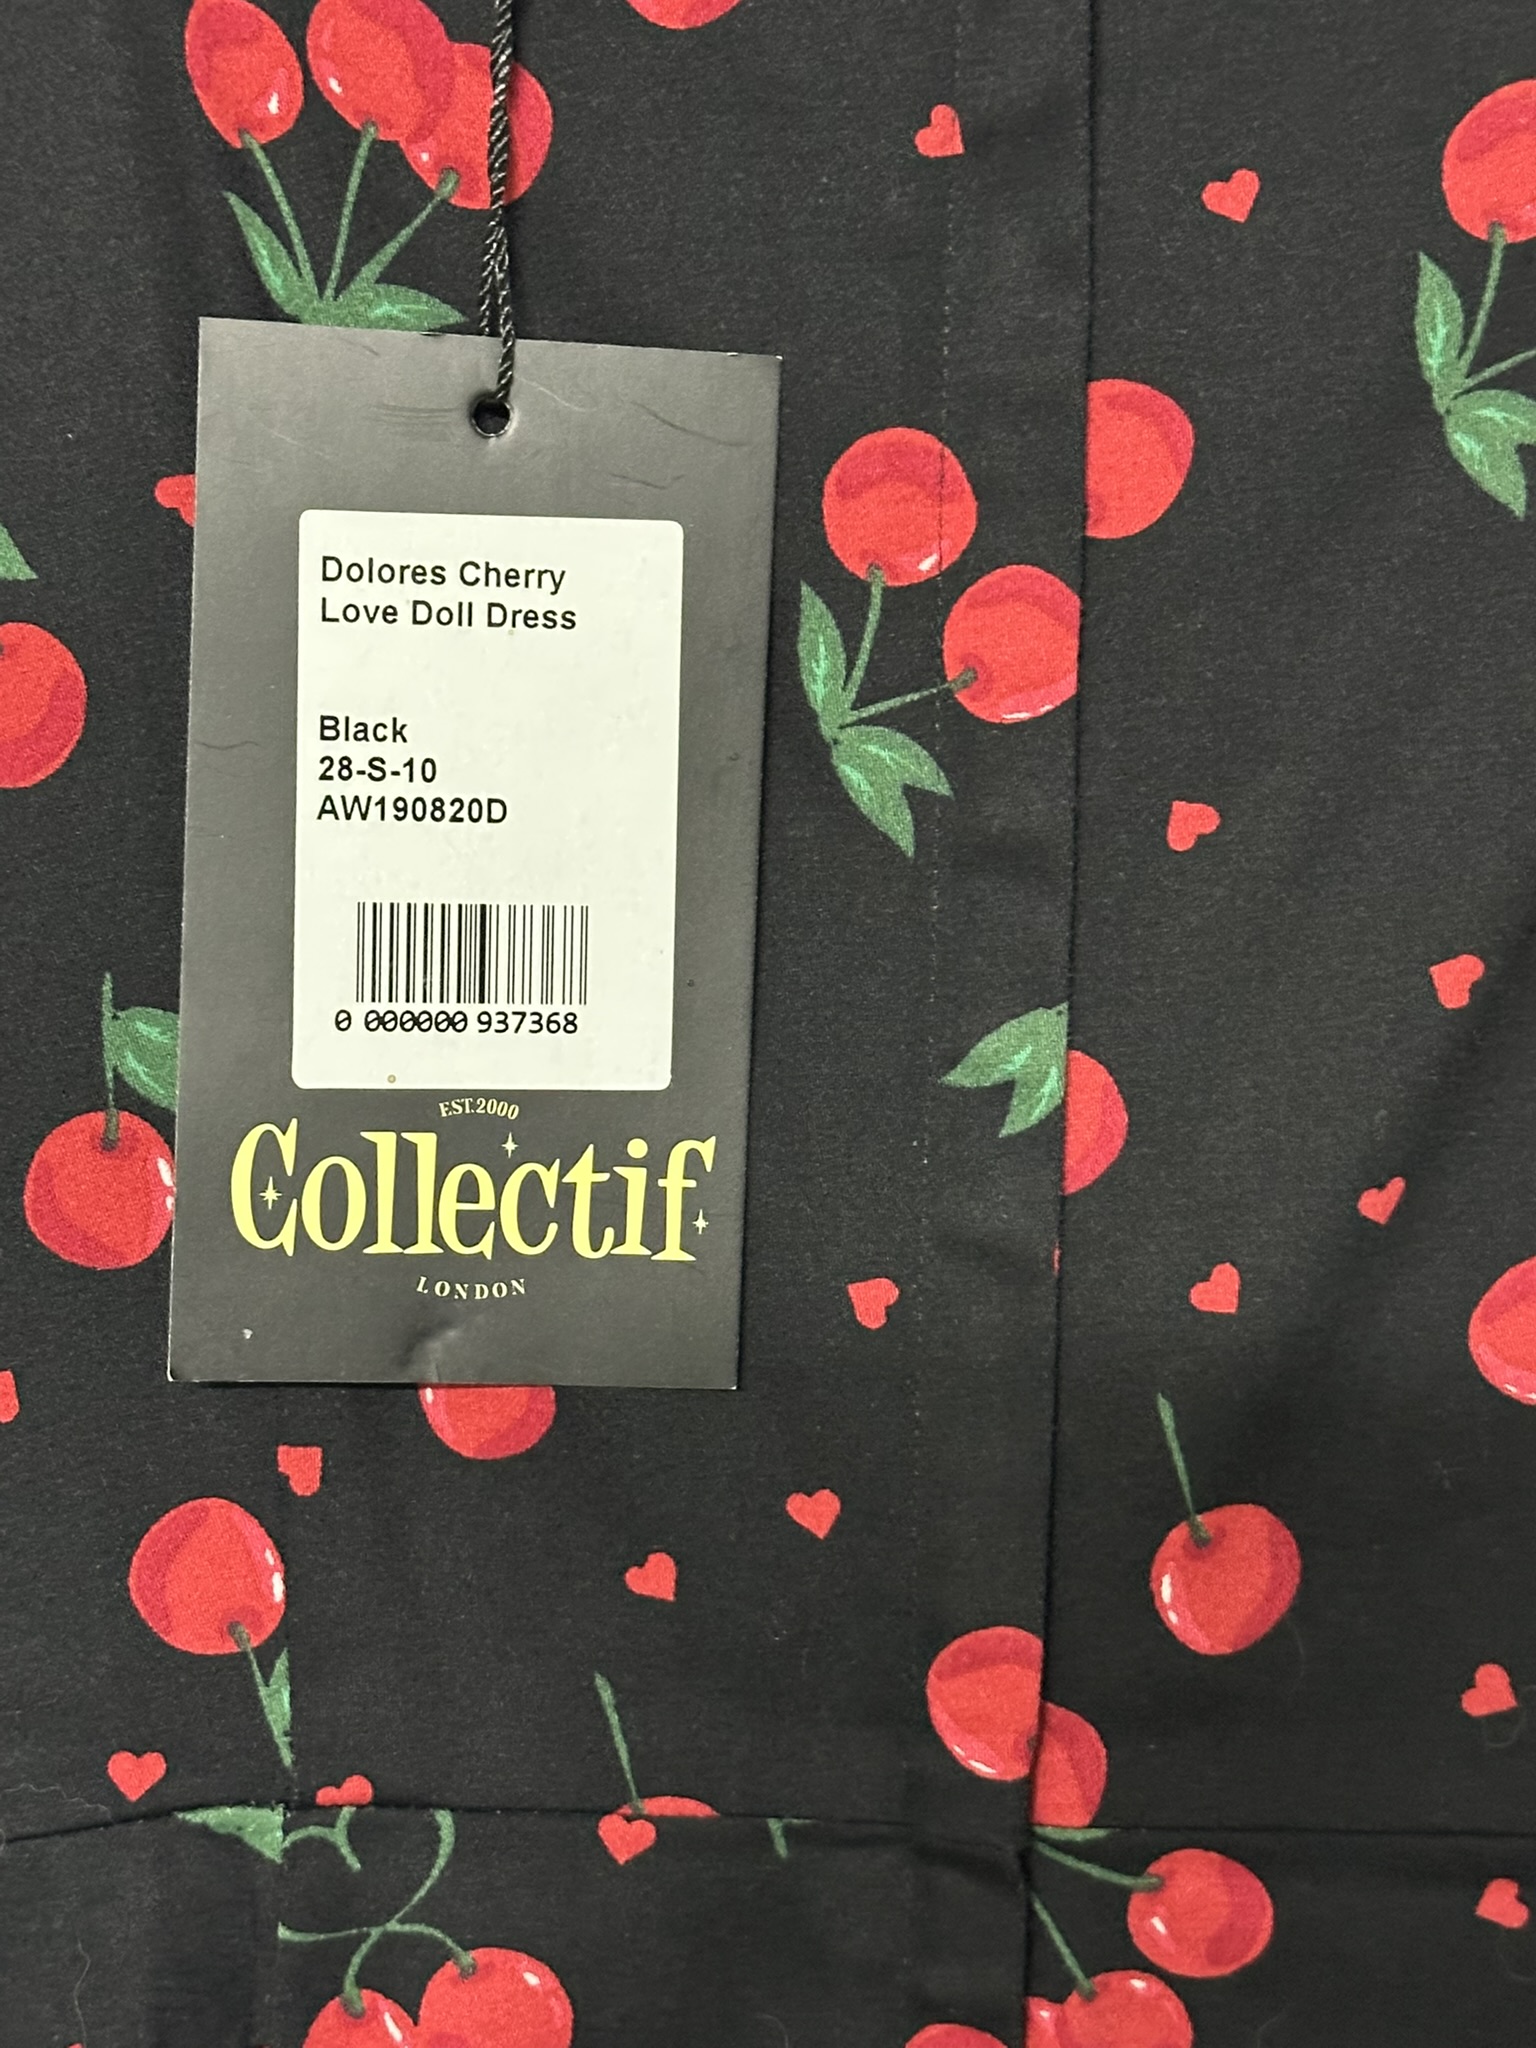 Dolores Cherry
Love Doll Dress
Black
28-S-10
AW190820D
0 000000 937368
EST.2000
Collectif
LONDON